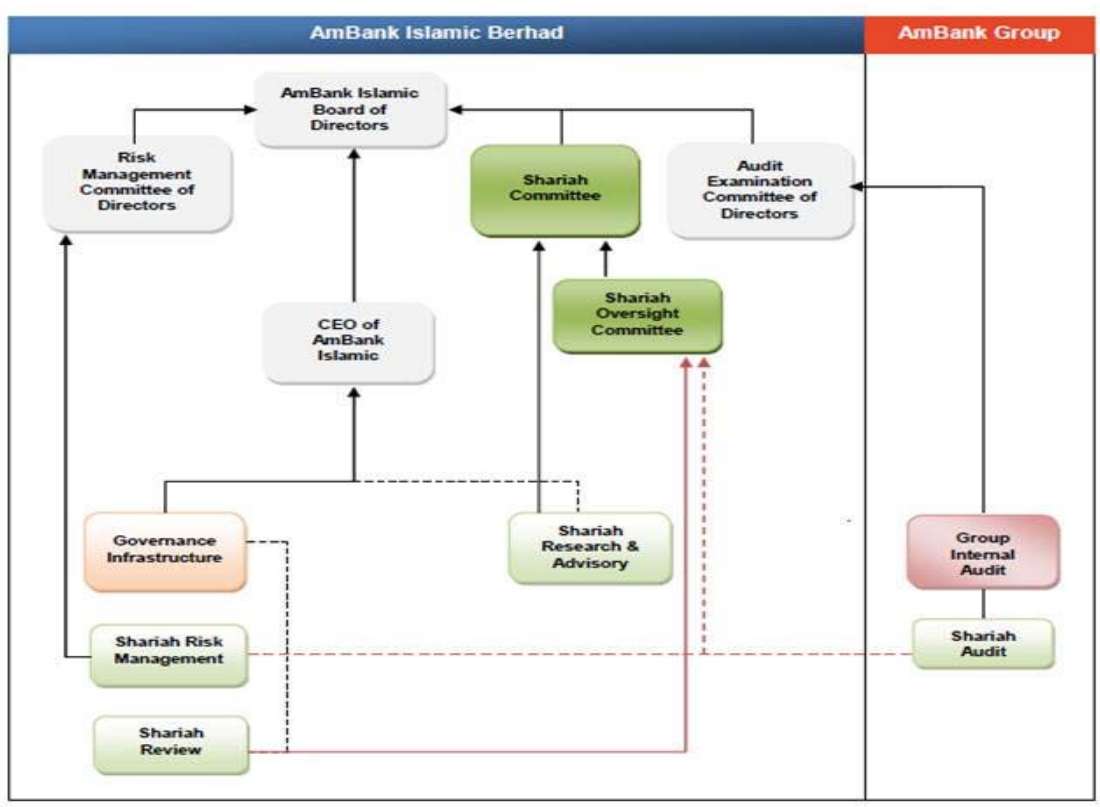 AmBank Islamic Berhad
AmBank Group
AmBank Islamic
Board of
Directors
Risk
Management
Committee of
Directors
Shariah
Committee
Audit
Examination
Committee of
Directors
CEO of
AmBank
Islamic
Shariah
Oversight
Committee
Governance
Infrastructure
Shariah
Research &
Advisory
Group
Internal
Audit
Shariah Risk
Management
Shariah
Audit
Shariah
Review